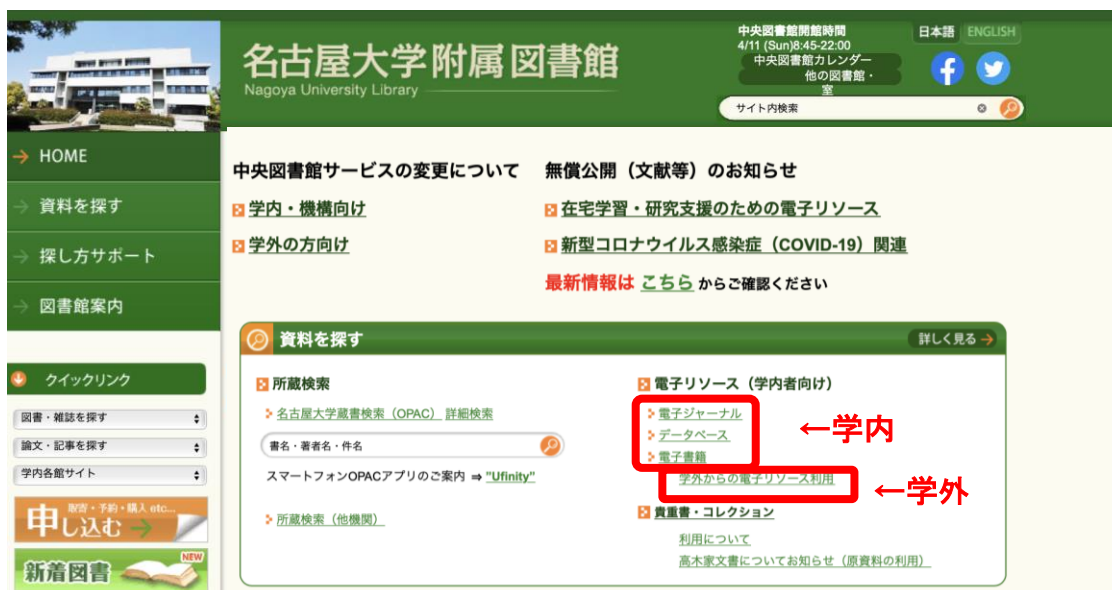 名古屋大学附属図書館
Nagoya University Library
中央図書館開館時間
4/11 (Sun)8:45-22:00
中央図書館カレンダー
他の図書館・
室
日本語 ENGLISH
サイト内検索
HOME
資料を探す
探し方サポート
図書館案内
クイックリンク
図書・雑誌を探す
論文・記事を探す
学内各館サイト
取寄・予約・購入 etc...
申し込む
新着図書
NEW
中央図書館サービスの変更について
学内・機構向け
学外の方向け
無償公開（文献等）のお知らせ
在宅学習・研究支援のための電子リソース
新型コロナウイルス感染症（COVID-19）関連
最新情報は こちら からご確認ください
資料を探す
詳しく見る
所蔵検索
名古屋大学蔵書検索（OPAC） 詳細検索
書名・著者名・件名
スマートフォンOPACアプリのご案内 ⇒ "Ufinity"
所蔵検索（他機関）
電子リソース（学内者向け）
電子ジャーナル
データベース
電子書籍
←学内
学外からの電子リソース利用
←学外
貴重書・コレクション
利用について
高木家文書についてお知らせ（原資料の利用）